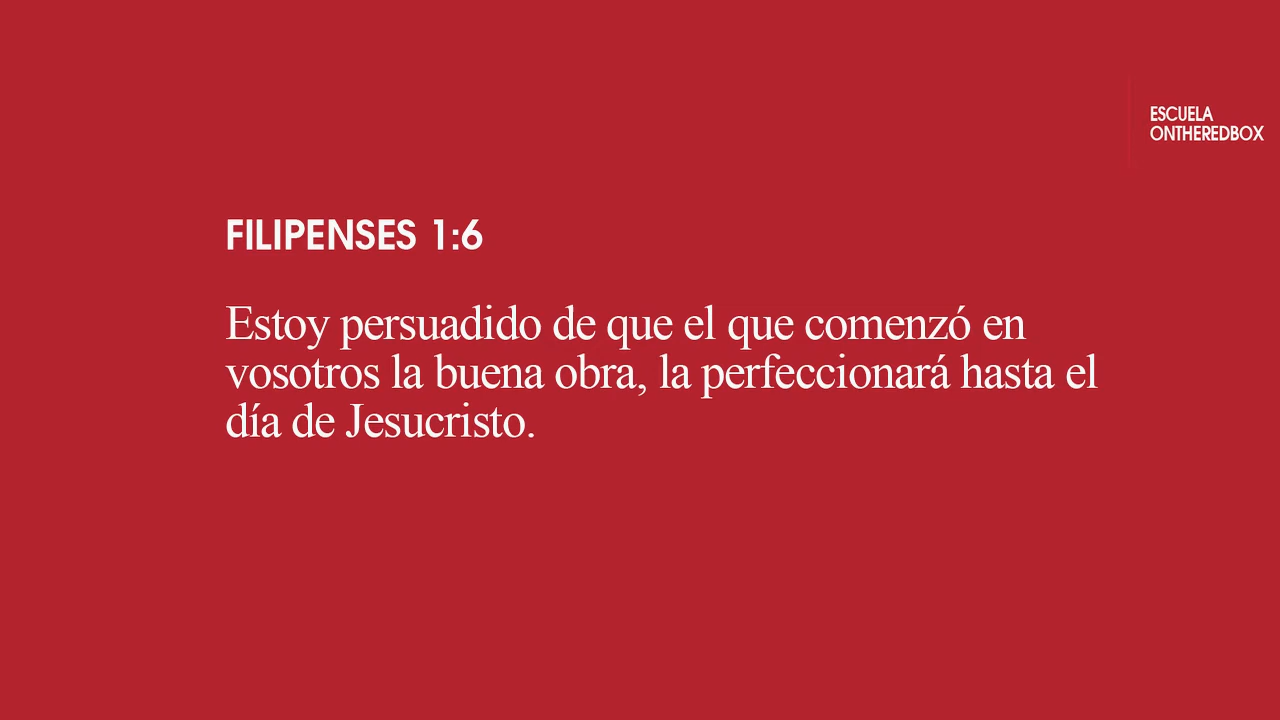 ESCUELA
ONTHEREDBOX
FILIPENSES 1:6
Estoy persuadido de que el que comenzó en
vosotros la buena obra, la perfeccionará hasta el
día de Jesucristo.